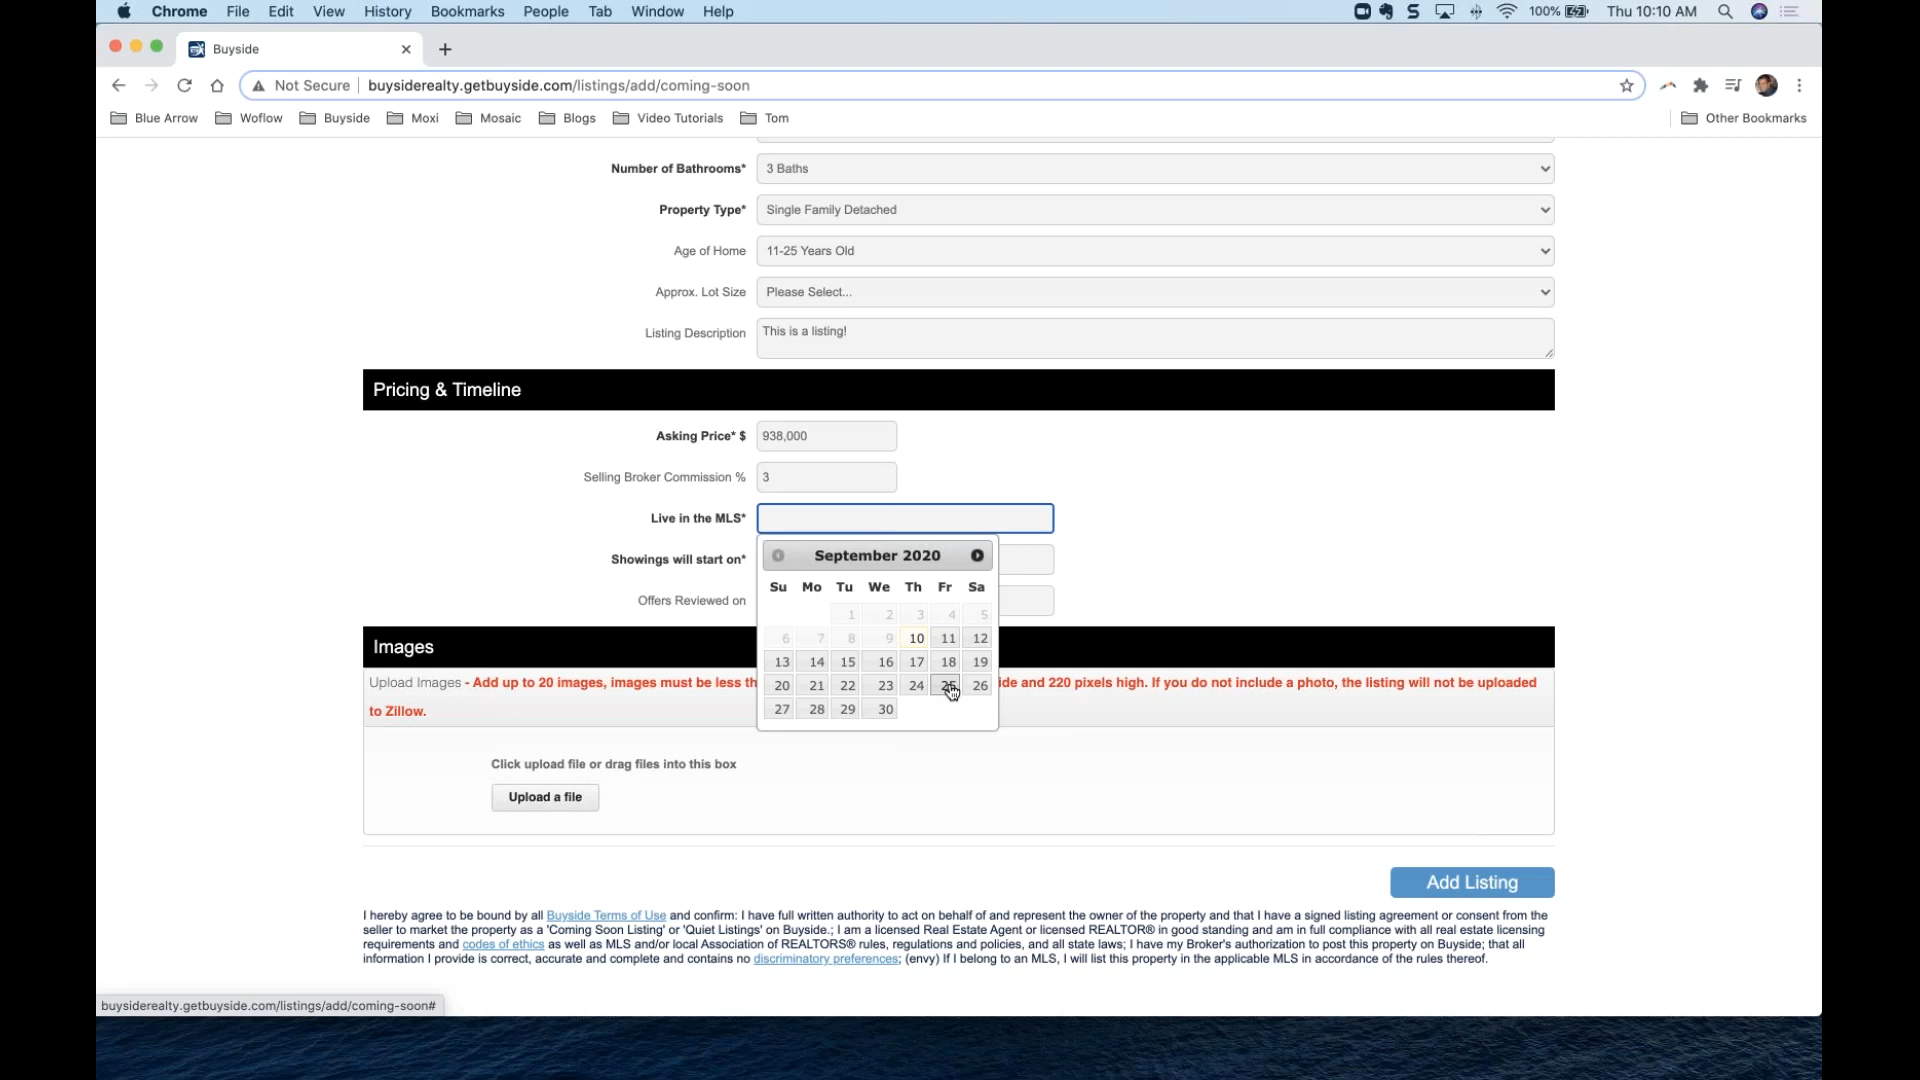 Chrome File Edit View History Bookmarks People Tab Window Help 100% Thu 10:10 AM
Buyside
Not Secure buysiderealty.getbuyside.com/listings/add/coming-soon
Blue Arrow Woflow Buyside Moxi Mosaic Blogs Video Tutorials Tom Other Bookmarks
Number of Bathrooms* 3 Baths
Property Type* Single Family Detached
Age of Home 11-25 Years Old
Approx. Lot Size Please Select...
Listing Description This is a listing!
Pricing & Timeline
Asking Price* $ 938,000
Selling Broker Commission % 3
Live in the MLS*
Showings will start on*
Offers Reviewed on
September 2020
Su Mo Tu We Th Fr Sa
1 2 3 4 5
6 7 8 9 10 11 12
13 14 15 16 17 18 19
20 21 22 23 24 25 26
27 28 29 30
Images
Upload Images - Add up to 20 images, images must be less th ide and 220 pixels high. If you do not include a photo, the listing will not be uploaded
to Zillow.
Click upload file or drag files into this box
Upload a file
Add Listing
I hereby agree to be bound by all Buyside Terms of Use and confirm: I have full written authority to act on behalf of and represent the owner of the property and that I have a signed listing agreement or consent from the
seller to market the property as a 'Coming Soon Listing' or 'Quiet Listings' on Buyside.; I am a licensed Real Estate Agent or licensed REALTOR® in good standing and am in full compliance with all real estate licensing
requirements and codes of ethics as well as MLS and/or local Association of REALTORS® rules, regulations and policies, and all state laws; I have my Broker's authorization to post this property on Buyside; that all
information I provide is correct, accurate and complete and contains no discriminatory preferences; (envy) If I belong to an MLS, I will list this property in the applicable MLS in accordance of the rules thereof.
buysiderealty.getbuyside.com/listings/add/coming-soon#